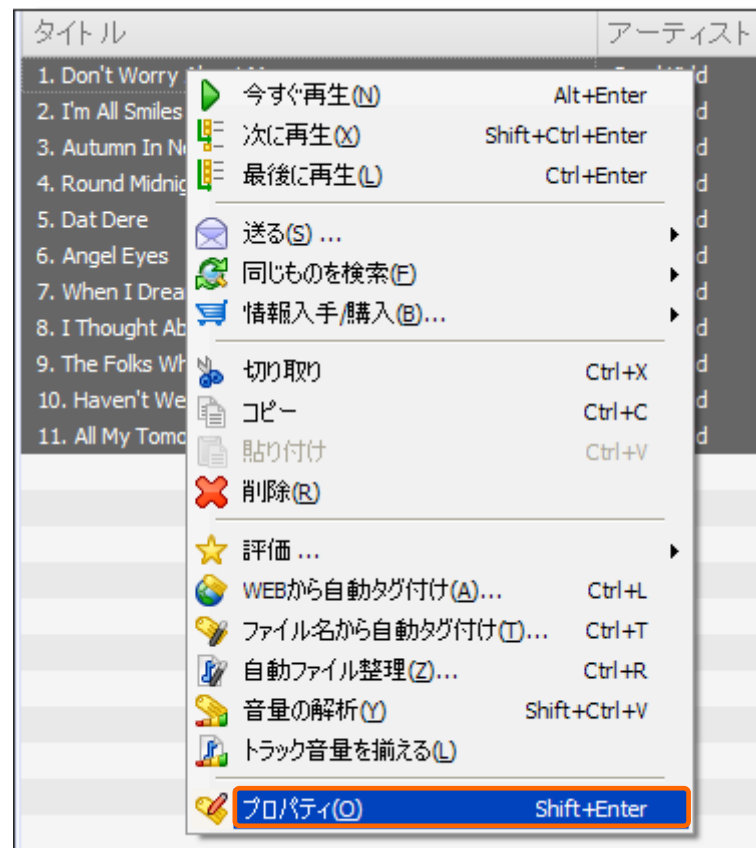 タイトル アーティスト
1. Don't Worry d
2. I'm All Smiles d
3. Autumn In d
4. Round d
5. Dat Dere d
6. Angel Eyes d
7. When I d
8. I Thought d
9. The Folks d
10. Haven't We d
11. All My d
今すぐ再生(N) Alt+Enter
次に再生(X) Shift+Ctrl+Enter
最後に再生(L) Ctrl+Enter
送る(S) ...
同じものを検索(F)
情報入手/購入(B)...
切り取り Ctrl+X
コピー Ctrl+C
貼り付け Ctrl+V
削除(R)
評価 ...
WEBから自動タグ付け(A)... Ctrl+L
ファイル名から自動タグ付け(T)... Ctrl+T
自動ファイル整理(Z)... Ctrl+R
音量の解析(Y) Shift+Ctrl+V
トラック音量を揃える(L)
プロパティ(O) Shift+Enter